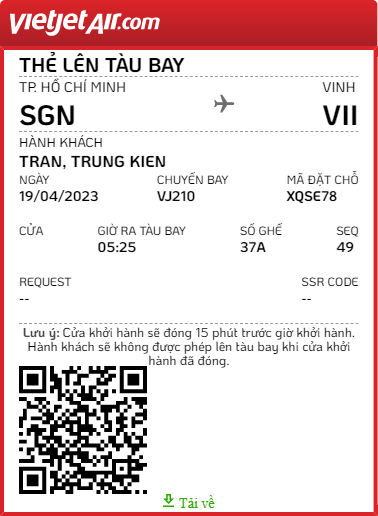 vietjetAir.com
THẺ LÊN TÀU BAY
TP. HỒ CHÍ MINH VINH
SGN VII
HÀNH KHÁCH
TRAN, TRUNG KIEN
NGÀY CHUYẾN BAY MÃ ĐẶT CHỖ
19/04/2023 VJ210 XQSE78
CỬA GIỜ RA TÀU BAY SỐ GHẾ SEQ
05:25 37A 49
REQUEST SSR CODE
-- --
Lưu ý: Cửa khởi hành sẽ đóng 15 phút trước giờ khởi hành.
Hành khách sẽ không được phép lên tàu bay khi cửa khởi
hành đã đóng.
Tải về